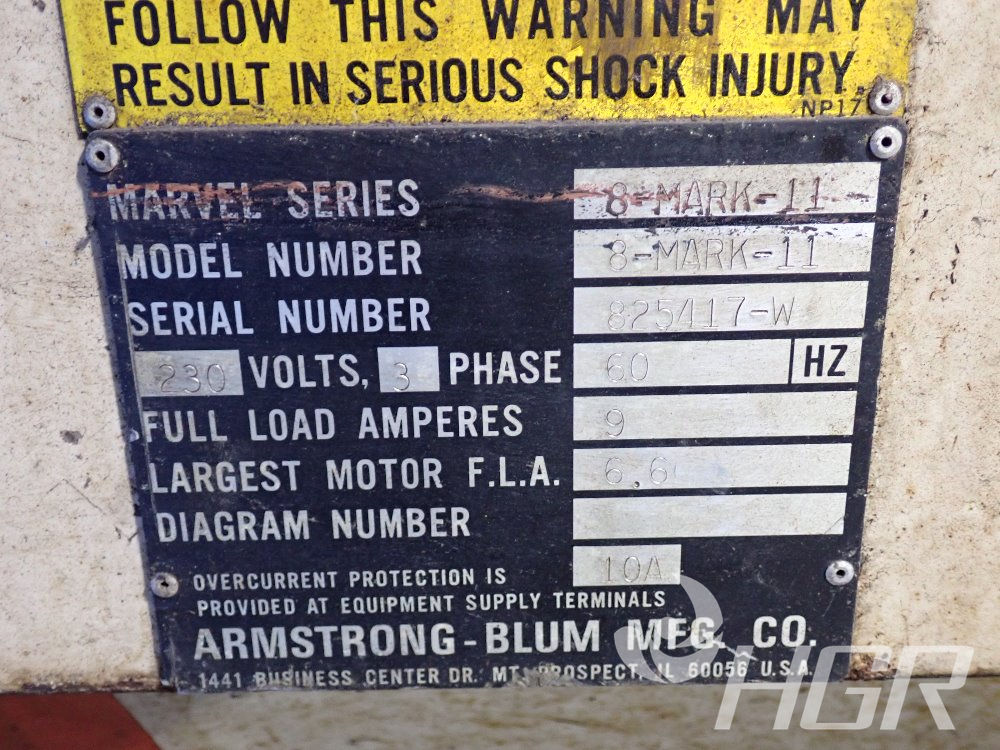 FOLLOW THIS WARNING MAY
RESULT IN SERIOUS SHOCK INJURY.
NP17
MARVEL SERIES 8-MARK-11
MODEL NUMBER 8-MARK-11
SERIAL NUMBER 825417-W
230 VOLTS, 3 PHASE 60 HZ
FULL LOAD AMPERES 9
LARGEST MOTOR F.L.A. 6.6
DIAGRAM NUMBER
OVERCURRENT PROTECTION IS 10A
PROVIDED AT EQUIPMENT SUPPLY TERMINALS
ARMSTRONG-BLUM MFG. CO.
1441 BUSINESS CENTER DR. MT. PROSPECT, IL 60056 U.S.A.
HGR